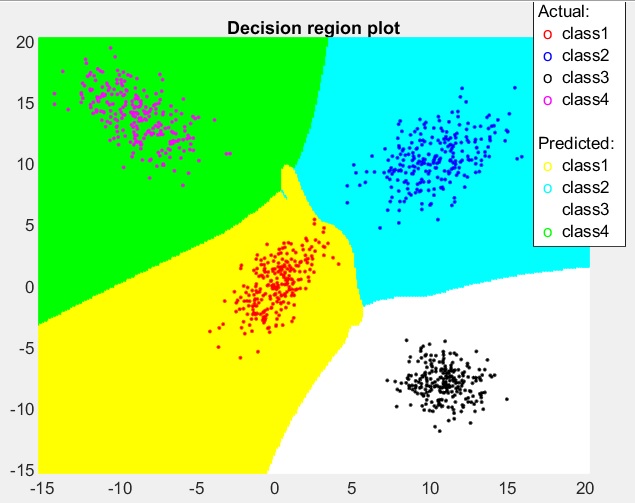 Decision region plot
Actual:
o class1
o class2
o class3
o class4
Predicted:
o class1
o class2
class3
o class4
20
15
10
5
0
-5
-10
-15
-15 -10 -5 0 5 10 15 20